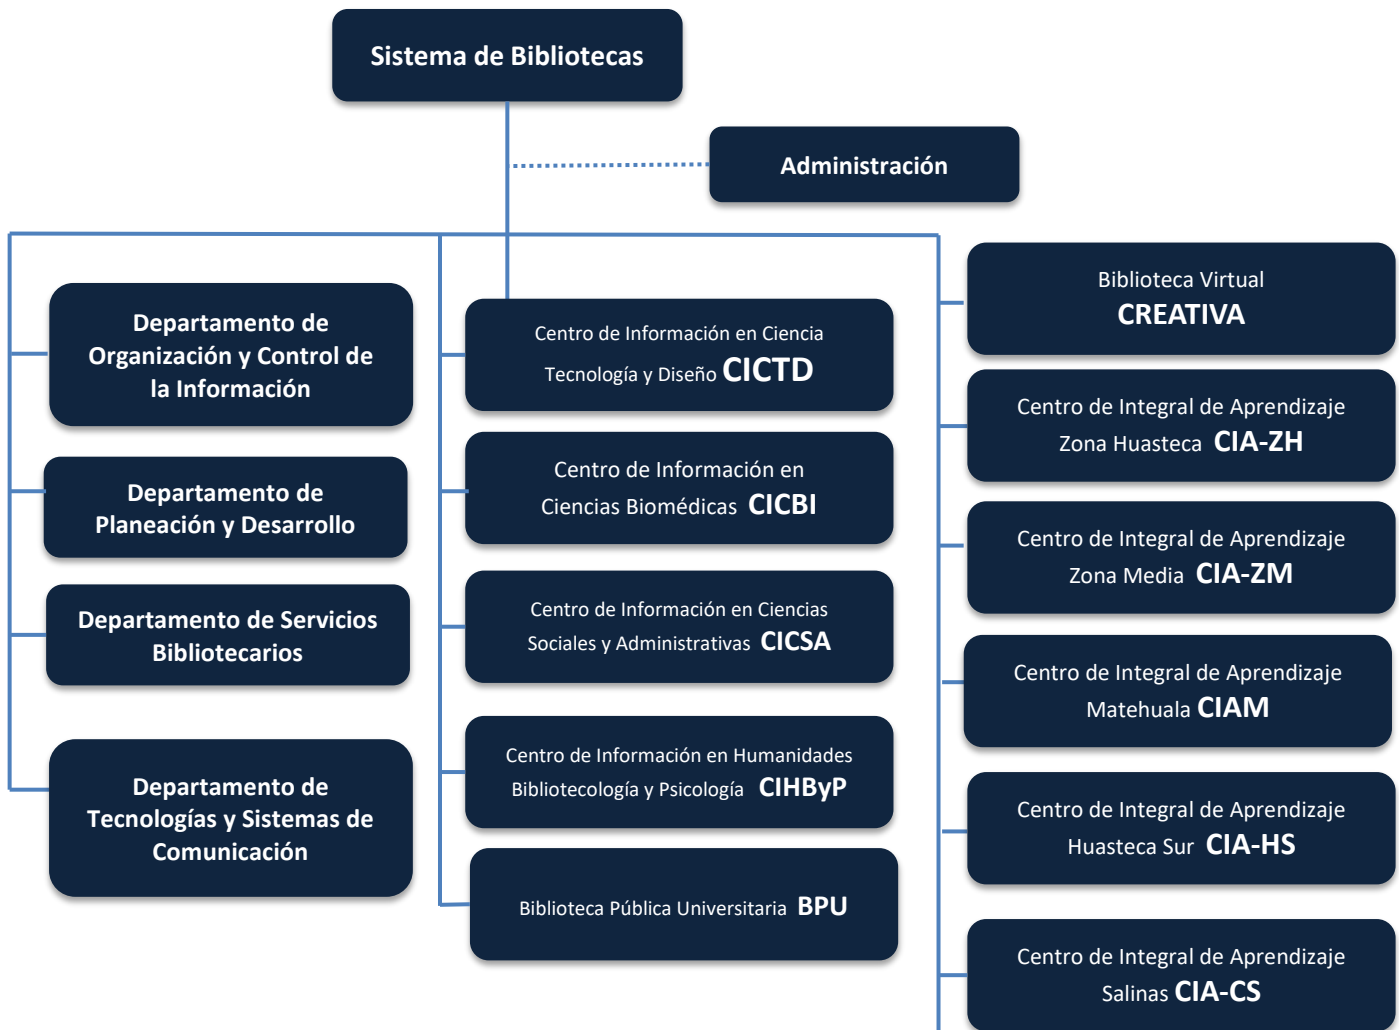 Sistema de Bibliotecas
Administración
Departamento de
Organización y Control de
la Información
Departamento de
Planeación y Desarrollo
Departamento de Servicios
Bibliotecarios
Departamento de
Tecnologías y Sistemas de
Comunicación
Centro de Información en Ciencia
Tecnología y Diseño CICTD
Centro de Información en
Ciencias Biomédicas CICBI
Centro de Información en Ciencias
Sociales y Administrativas CICSA
Centro de Información en Humanidades
Bibliotecología y Psicología CIHByP
Biblioteca Pública Universitaria BPU
Biblioteca Virtual
CREATIVA
Centro de Integral de Aprendizaje
Zona Huasteca CIA-ZH
Centro de Integral de Aprendizaje
Zona Media CIA-ZM
Centro de Integral de Aprendizaje
Matehuala CIAM
Centro de Integral de Aprendizaje
Huasteca Sur CIA-HS
Centro de Integral de Aprendizaje
Salinas CIA-CS